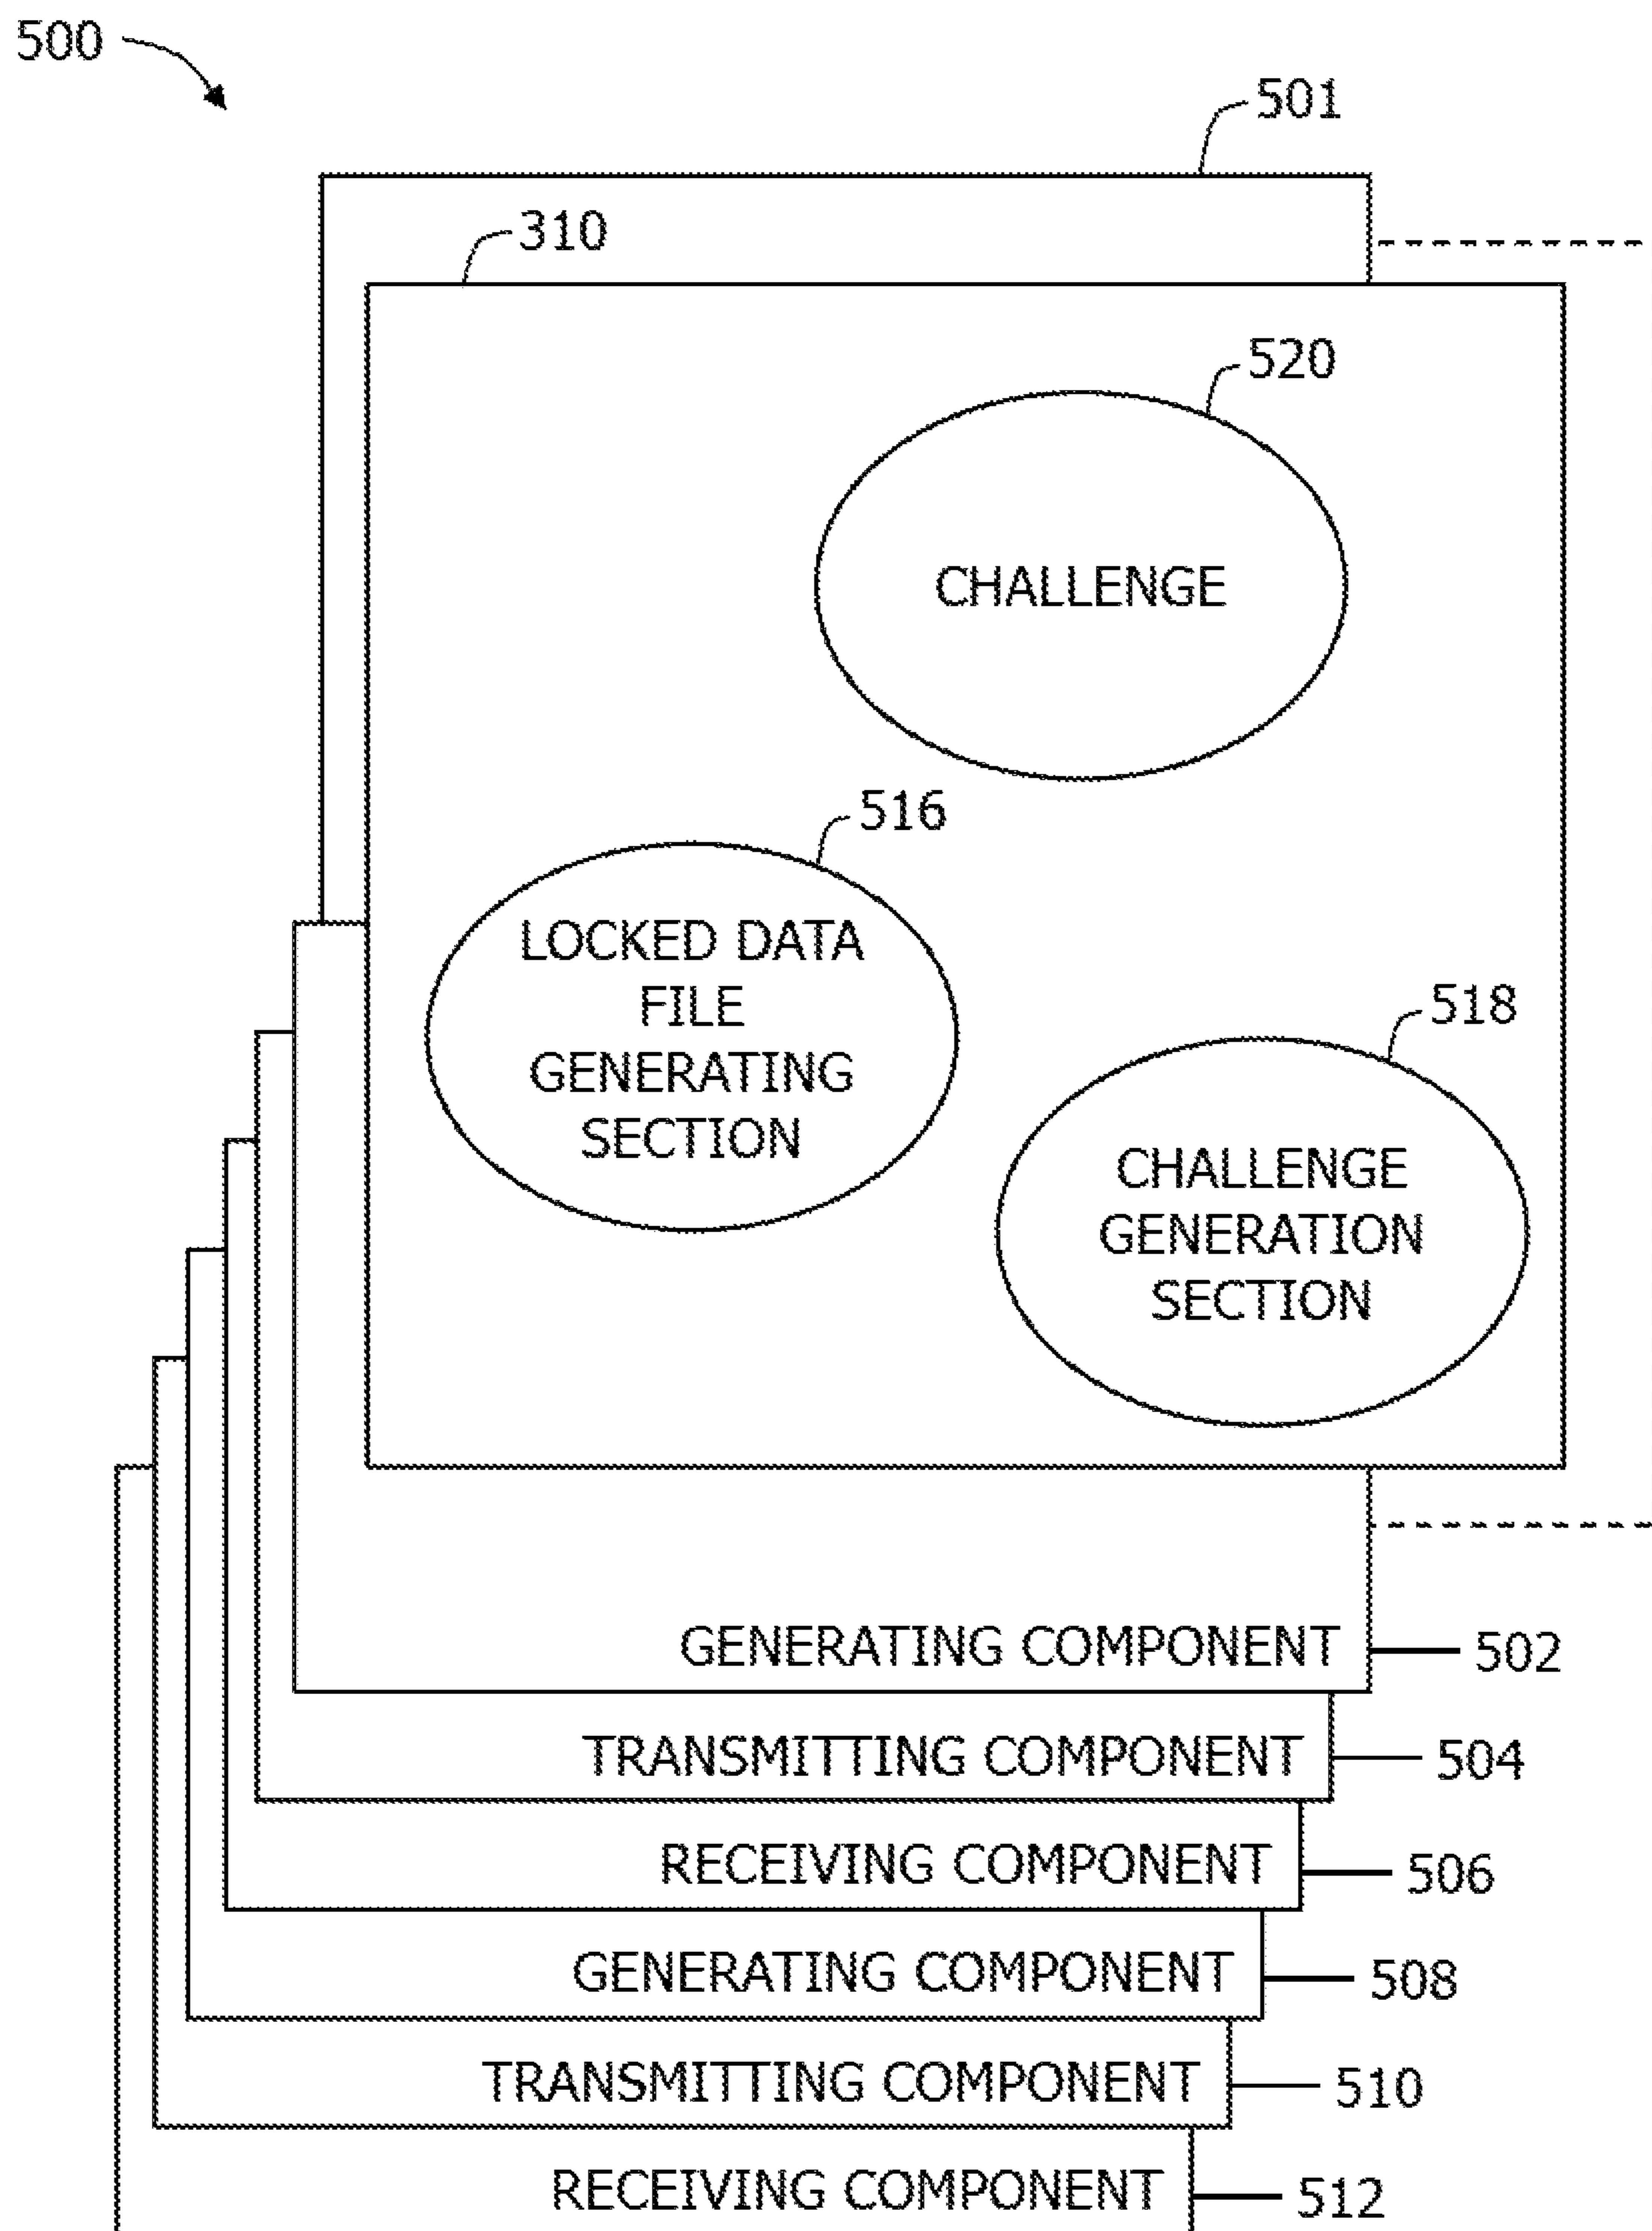 500
501
310
520
CHALLENGE
516
LOCKED DATA
FILE
GENERATING
SECTION
518
CHALLENGE
GENERATION
SECTION
GENERATING COMPONENT
502
TRANSMITTING COMPONENT
504
RECEIVING COMPONENT
506
GENERATING COMPONENT
508
TRANSMITTING COMPONENT
510
RECEIVING COMPONENT
512